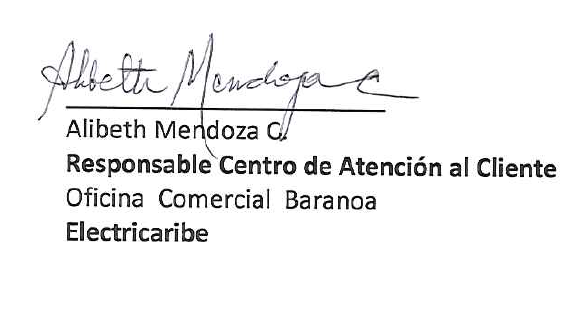 Alibeth Mendoza C
Alibeth Mendoza C.
Responsable Centro de Atención al Cliente
Oficina Comercial Baranoa
Electricaribe